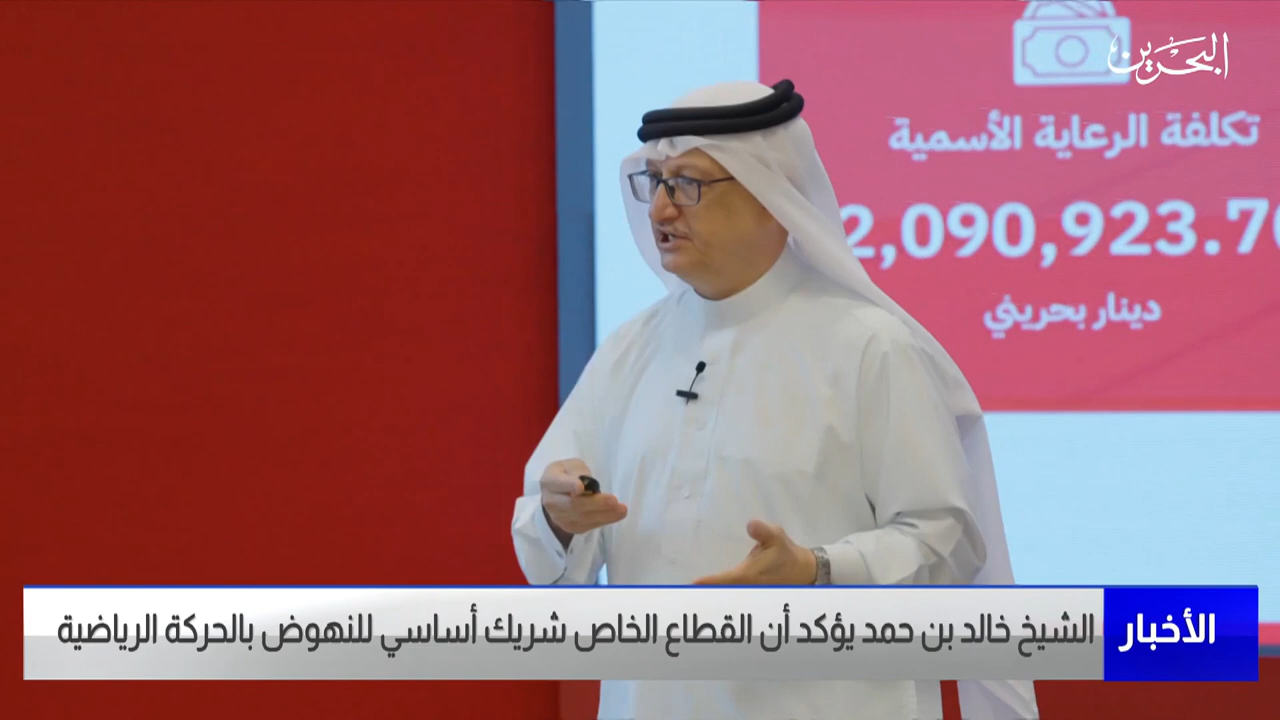 البحرين
تكلفة الرعاية الأسمية
2,090,923.7
دينار بحريني
الأخبار
الشيخ خالد بن حمد يؤكد أن القطاع الخاص شريك أساسي للنهوض بالحركة الرياضية